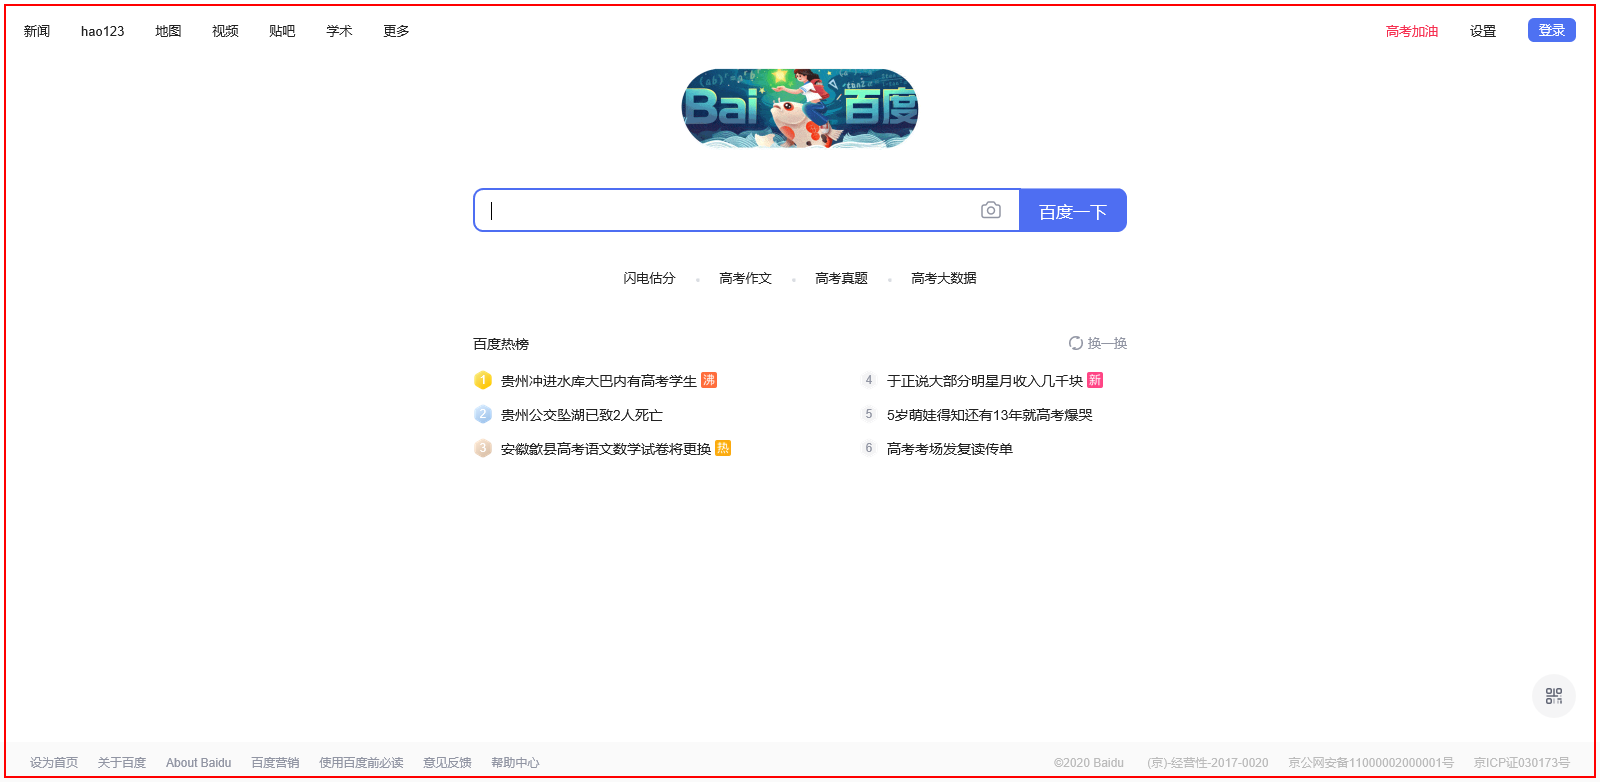 新闻 hao123 地图 视频 贴吧 学术 更多 高考加油 设置 登录
Bai 百度
百度一下
闪电估分 · 高考作文 · 高考真题 · 高考大数据
百度热榜 换一换
1 贵州冲进水库大巴内有高考学生 沸
2 贵州公交坠湖已致2人死亡
3 安徽歙县高考语文数学试卷将更换 热
4 于正说大部分明星月收入几千块 新
5 5岁萌娃得知还有13年就高考爆哭
6 高考考场发复读传单
设为首页 关于百度 About Baidu 百度营销 使用百度前必读 意见反馈 帮助中心 ©2020 Baidu (京)-经营性-2017-0020 京公网安备11000002000001号 京ICP证030173号